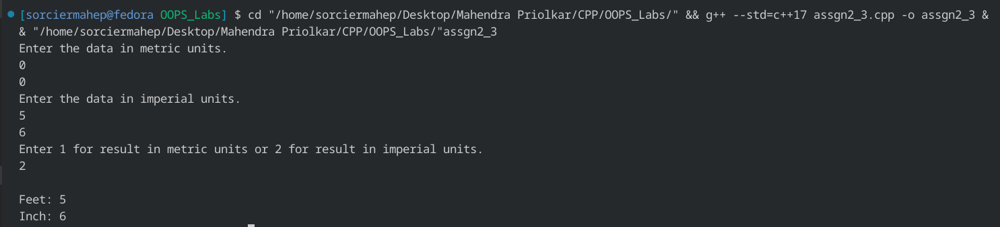 [sorciermahep@fedora OOPS_Labs] $ cd "/home/sorciermahep/Desktop/Mahendra Priolkar/CPP/OOPS_Labs/" && g++ --std=c++17 assgn2_3.cpp -o assgn2_3 &
& "/home/sorciermahep/Desktop/Mahendra Priolkar/CPP/OOPS_Labs/"assgn2_3
Enter the data in metric units.
0
0
Enter the data in imperial units.
5
6
Enter 1 for result in metric units or 2 for result in imperial units.
2

Feet: 5
Inch: 6